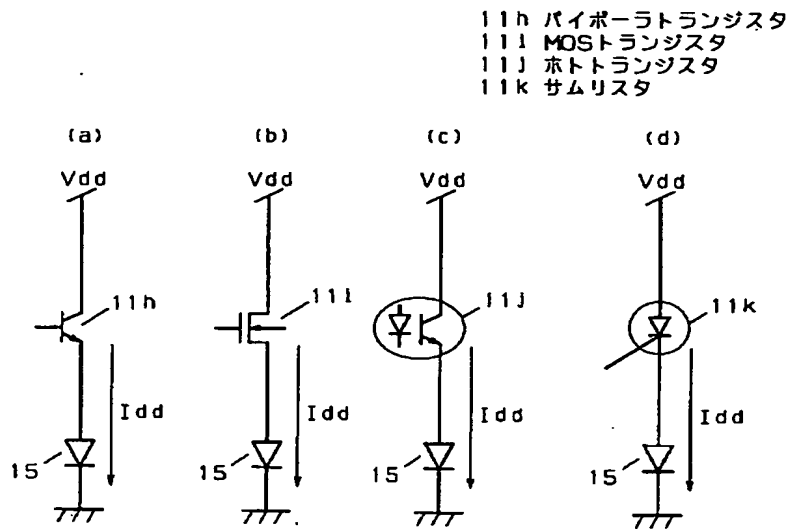 11h バイポーラトランジスタ
11i MOSトランジスタ
11j ホトトランジスタ
11k サムリスタ
(a) (b) (c) (d)
Vdd Vdd Vdd Vdd
11h 11i 11j 11k
Idd Idd Idd Idd
15 15 15 15